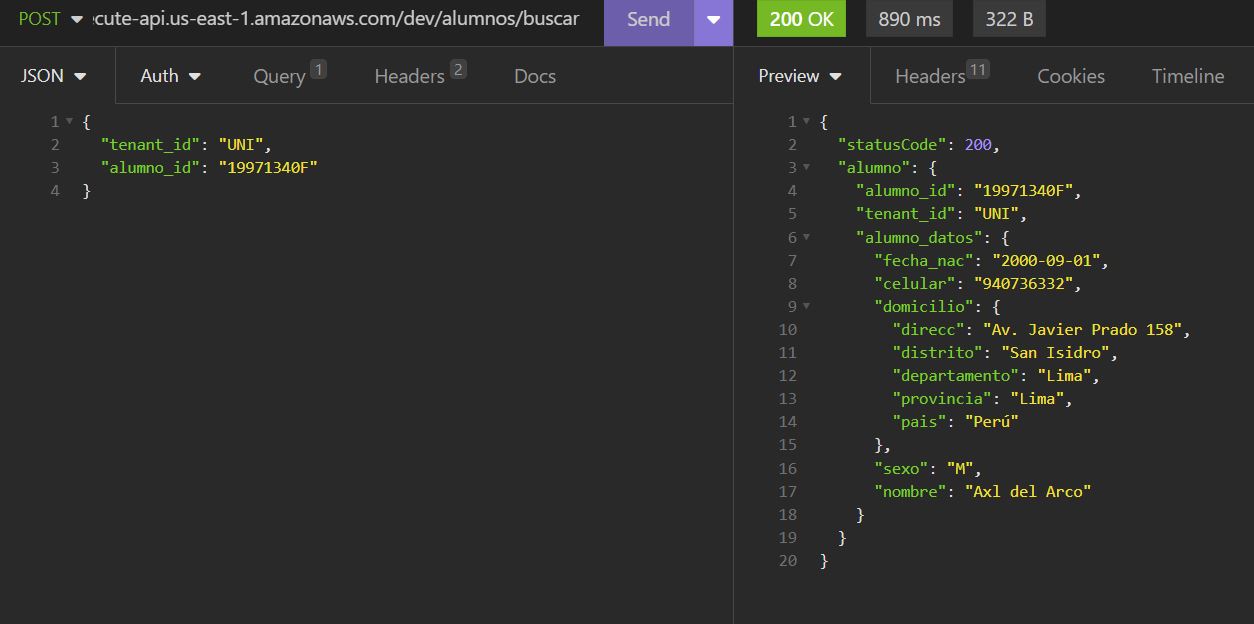 POST ecute-api.us-east-1.amazonaws.com/dev/alumnos/buscar Send 200 OK 890 ms 322 B
JSON Auth Query 1 Headers 2 Docs Preview Headers 11 Cookies Timeline
1 {
2 "tenant_id": "UNI",
3 "alumno_id": "19971340F"
4 }
1 {
2 "statusCode": 200,
3 "alumno": {
4 "alumno_id": "19971340F",
5 "tenant_id": "UNI",
6 "alumno_datos": {
7 "fecha_nac": "2000-09-01",
8 "celular": "940736332",
9 "domicilio": {
10 "direcc": "Av. Javier Prado 158",
11 "distrito": "San Isidro",
12 "departamento": "Lima",
13 "provincia": "Lima",
14 "pais": "Perú"
15 },
16 "sexo": "M",
17 "nombre": "Axl del Arco"
18 }
19 }
20 }